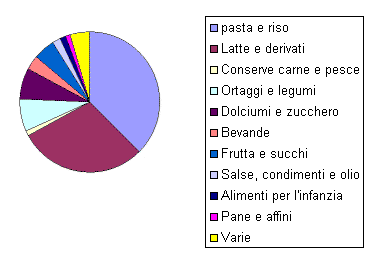 pasta e riso
Latte e derivati
Conserve carne e pesce
Ortaggi e legumi
Dolciumi e zucchero
Bevande
Frutta e succhi
Salse, condimenti e olio
Alimenti per l'infanzia
Pane e affini
Varie